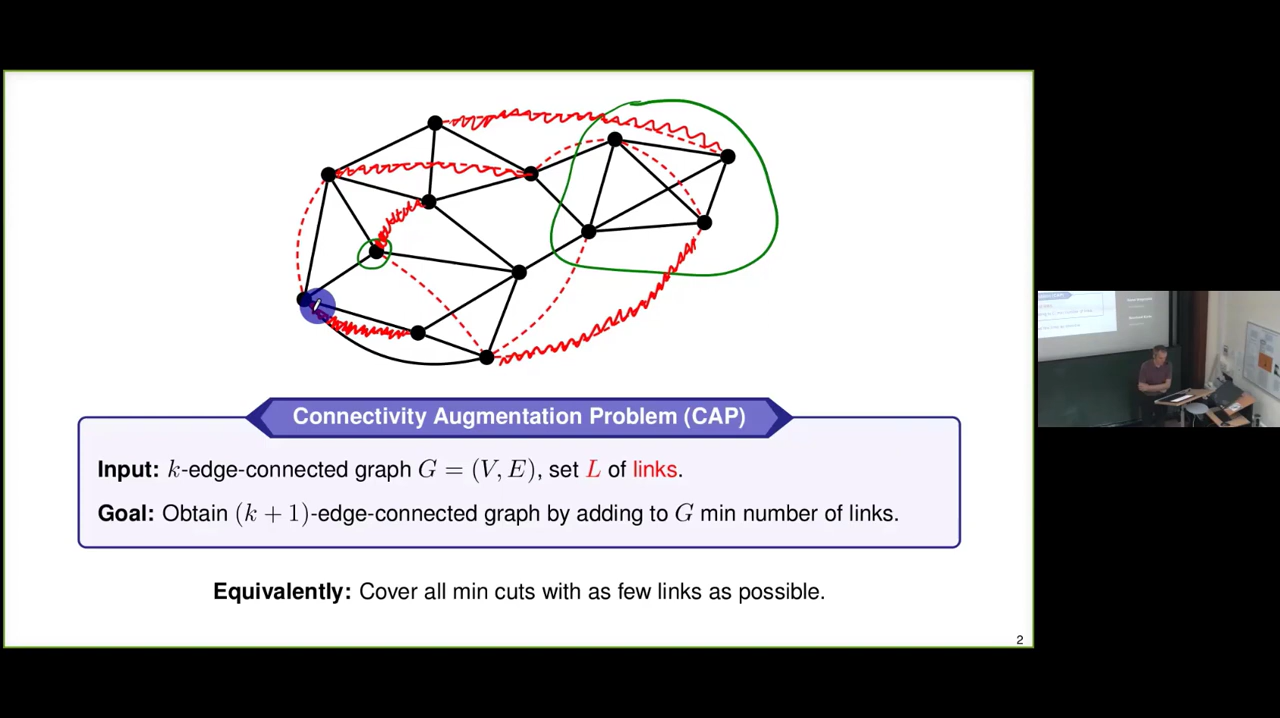 Connectivity Augmentation Problem (CAP)
Input: k-edge-connected graph G = (V, E), set L of links.
Goal: Obtain (k + 1)-edge-connected graph by adding to G min number of links.
Equivalently: Cover all min cuts with as few links as possible.
2